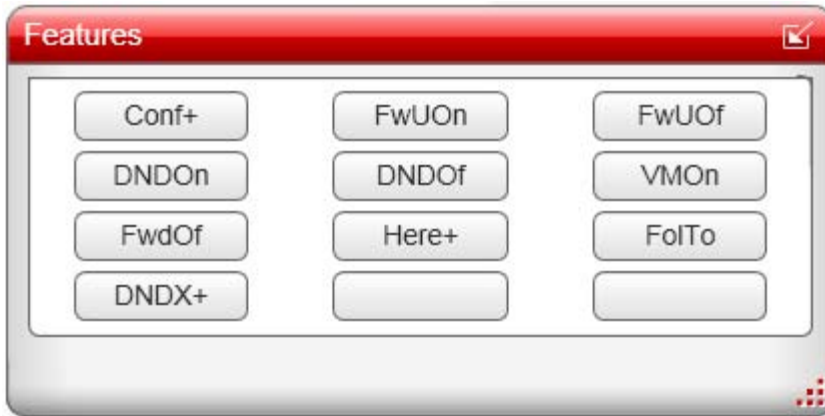 Features
Conf+ FwUOn FwUOf
DNDOn DNDOf VMOn
FwdOf Here+ FolTo
DNDX+